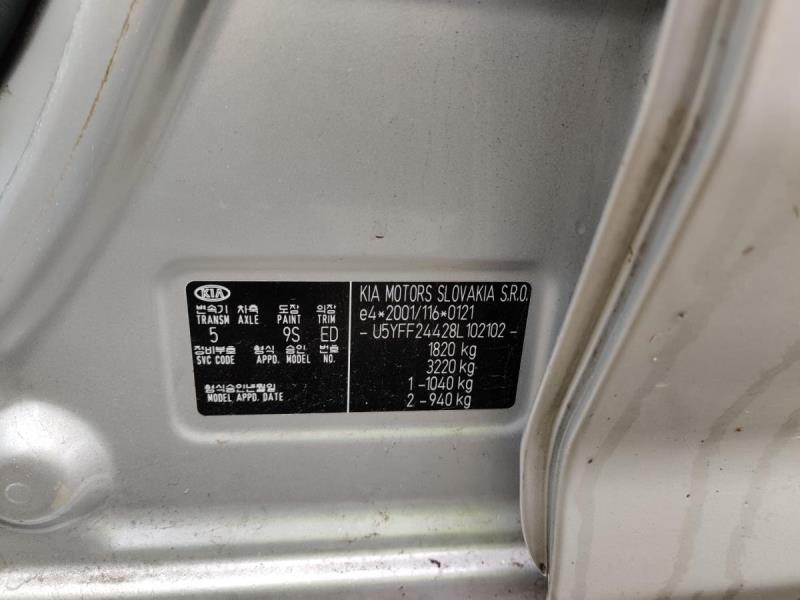 KIA
변속기 차축 도장 의장
TRANSM AXLE PAINT TRIM
5 9S ED
정비부호 형식 승인 번호
SVC CODE APPD. MODEL NO.
형식승인년월일
MODEL APPD. DATE
KIA MOTORS SLOVAKIA S.R.O.
e4*2001/116*0121
- U5YFF24428L102102 -
1820 kg
3220 kg
1 -1040 kg
2 -940 kg